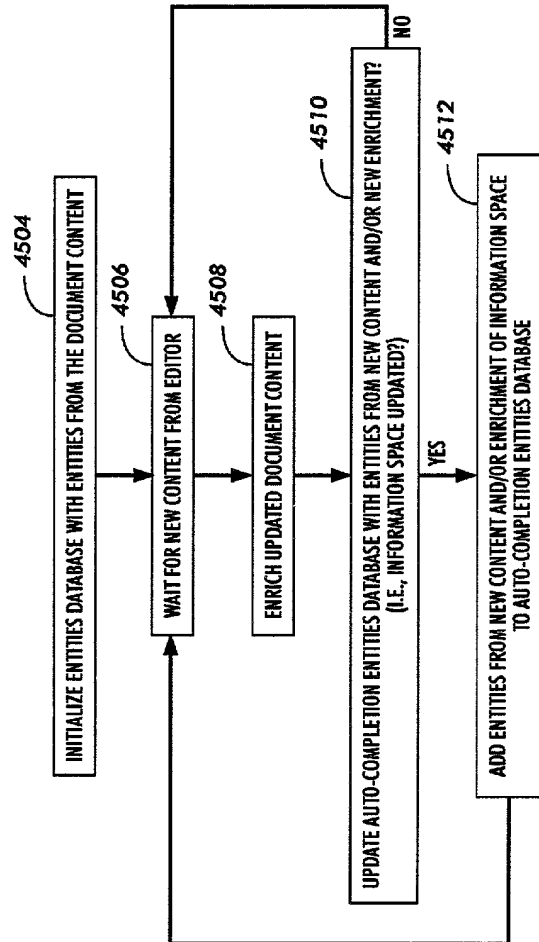 4504
INITIALIZE ENTITIES DATABASE WITH ENTITIES FROM THE DOCUMENT CONTENT
4506
WAIT FOR NEW CONTENT FROM EDITOR
4508
ENRICH UPDATED DOCUMENT CONTENT
4510
UPDATE AUTO-COMPLETION ENTITIES DATABASE WITH ENTITIES FROM NEW CONTENT AND/OR NEW ENRICHMENT?
(I.E., INFORMATION SPACE UPDATED?)
NO
YES
4512
ADD ENTITIES FROM NEW CONTENT AND/OR ENRICHMENT OF INFORMATION SPACE
TO AUTO-COMPLETION ENTITIES DATABASE